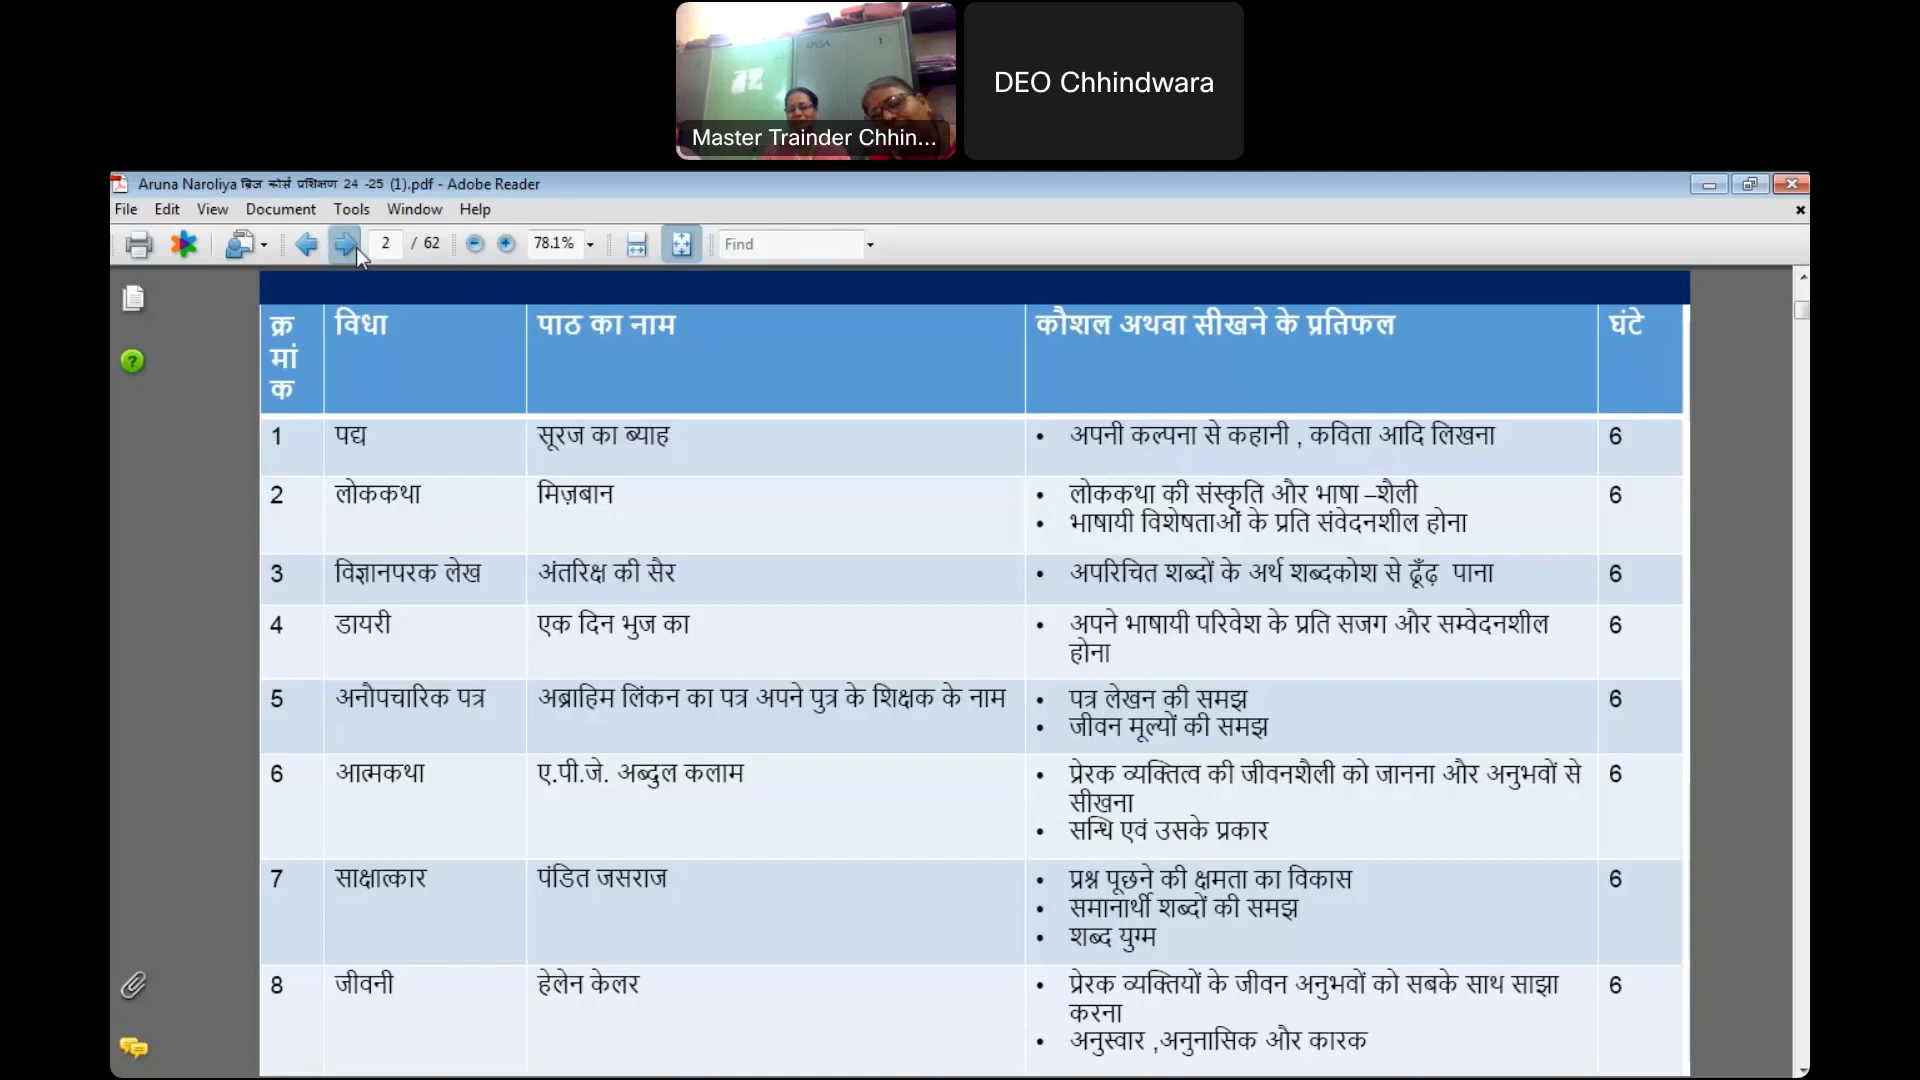 RMSA
1
Master Trainder Chhin...
DEO Chhindwara
Aruna Naroliya ब्रिज कोर्स प्रशिक्षण 24 -25 (1).pdf - Adobe Reader
File Edit View Document Tools Window Help
2 / 62 78.1% Find
क्र
मां
क
विधा
पाठ का नाम
कौशल अथवा सीखने के प्रतिफल
घंटे
1 पद्य सूरज का ब्याह • अपनी कल्पना से कहानी , कविता आदि लिखना 6
2 लोककथा मिज़बान • लोककथा की संस्कृति और भाषा –शैली 6
• भाषायी विशेषताओं के प्रति संवेदनशील होना
3 विज्ञानपरक लेख अंतरिक्ष की सैर • अपरिचित शब्दों के अर्थ शब्दकोश से ढूँढ़ पाना 6
4 डायरी एक दिन भुज का • अपने भाषायी परिवेश के प्रति सजग और सम्वेदनशील 6
होना
5 अनौपचारिक पत्र अब्राहिम लिंकन का पत्र अपने पुत्र के शिक्षक के नाम • पत्र लेखन की समझ 6
• जीवन मूल्यों की समझ
6 आत्मकथा ए.पी.जे. अब्दुल कलाम • प्रेरक व्यक्तित्व की जीवनशैली को जानना और अनुभवों से 6
सीखना
• सन्धि एवं उसके प्रकार
7 साक्षात्कार पंडित जसराज • प्रश्न पूछने की क्षमता का विकास 6
• समानार्थी शब्दों की समझ
• शब्द युग्म
8 जीवनी हेलेन केलर • प्रेरक व्यक्तियों के जीवन अनुभवों को सबके साथ साझा 6
करना
• अनुस्वार ,अनुनासिक और कारक